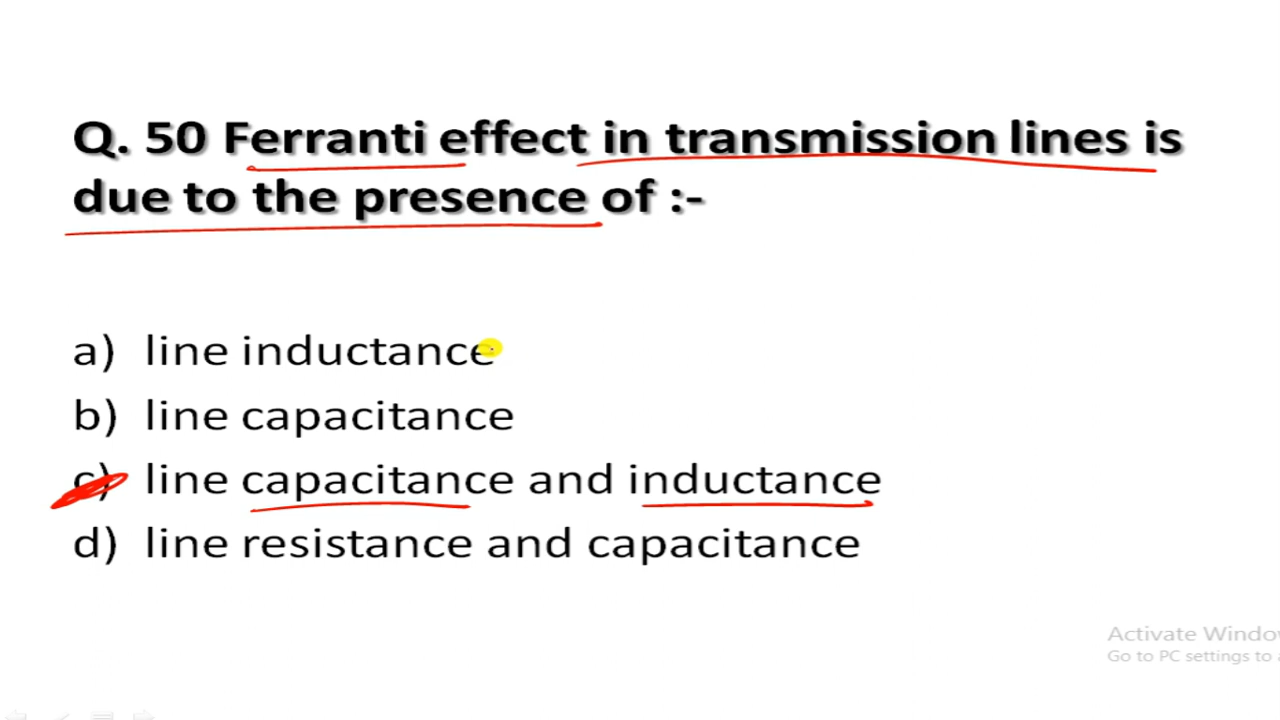 Q. 50 Ferranti effect in transmission lines is
due to the presence of :-
a) line inductance
b) line capacitance
c) line capacitance and inductance
d) line resistance and capacitance
Activate Windo
Go to PC settings to a